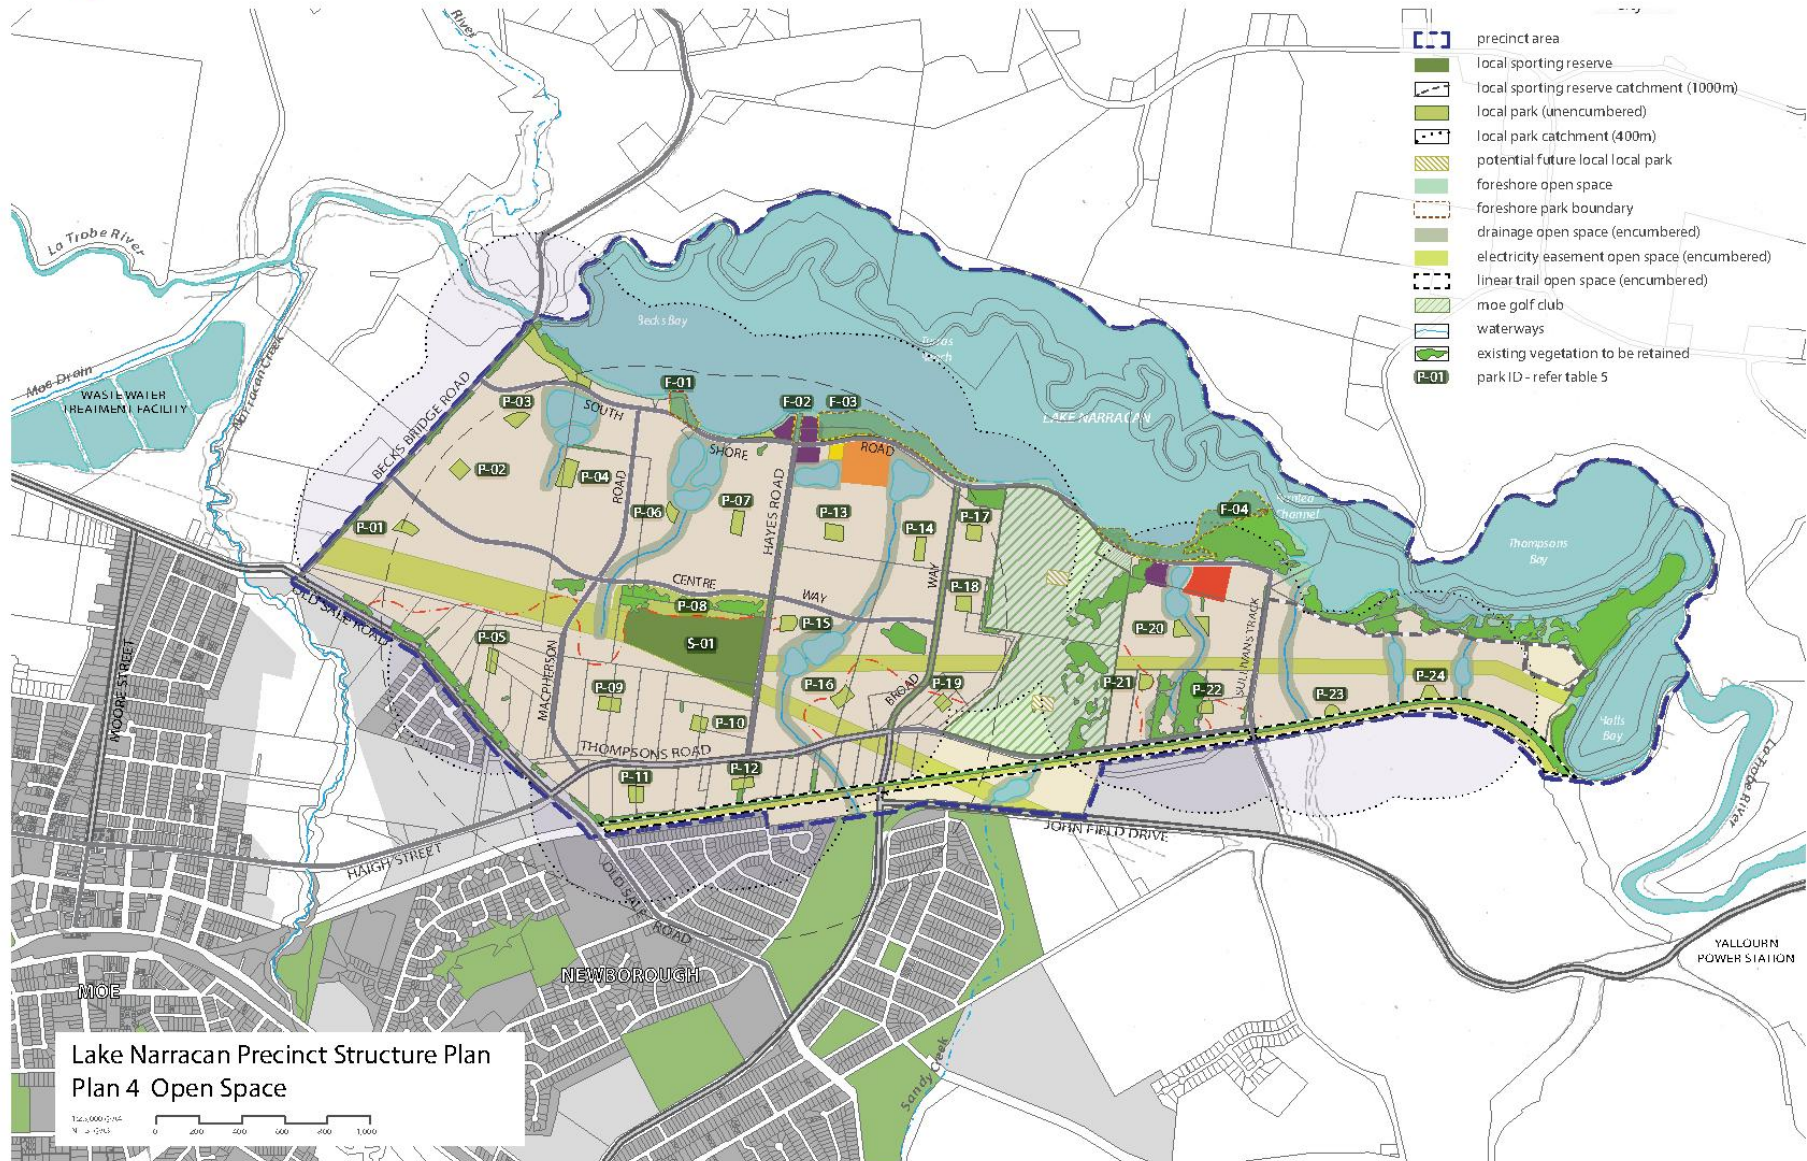 River
City
precinct area
local sporting reserve
local sporting reserve catchment (1000m)
local park (unencumbered)
local park catchment (400m)
potential future local local park
foreshore open space
foreshore park boundary
drainage open space (encumbered)
electricity easement open space (encumbered)
linear trail open space (encumbered)
moe golf club
waterways
existing vegetation to be retained
P-01
park ID - refer table 5
La Trobe River
Moe Drain
WASTEWATER
TREATMENT FACILITY
Narracan Creek
BECKS BRIDGE ROAD
Becks Bay
LAKE NARRACAN
Channel
Thompsons
Bay
Halls
Bay
La Trobe River
F-01
F-02
F-03
F-04
P-03
SOUTH
SHORE
ROAD
P-02
P-04
ROAD
P-06
P-07
HAYES ROAD
P-13
P-14
P-17
P-01
CENTRE
WAY
WAY
P-18
P-08
P-15
S-01
P-05
OLD SALE ROAD
MOORE STREET
MACPHERSON
P-09
P-10
P-16
BROAD
P-19
P-20
SULLIVANS TRACK
P-21
P-22
P-23
P-24
THOMPSONS ROAD
P-11
P-12
JOHN FIELD DRIVE
HAIGH STREET
OLD SALE
ROAD
NEWBOROUGH
MOE
Sandy Creek
YALLOURN
POWER STATION
Lake Narracan Precinct Structure Plan
Plan 4 Open Space
0 200 400 600 800 1,000